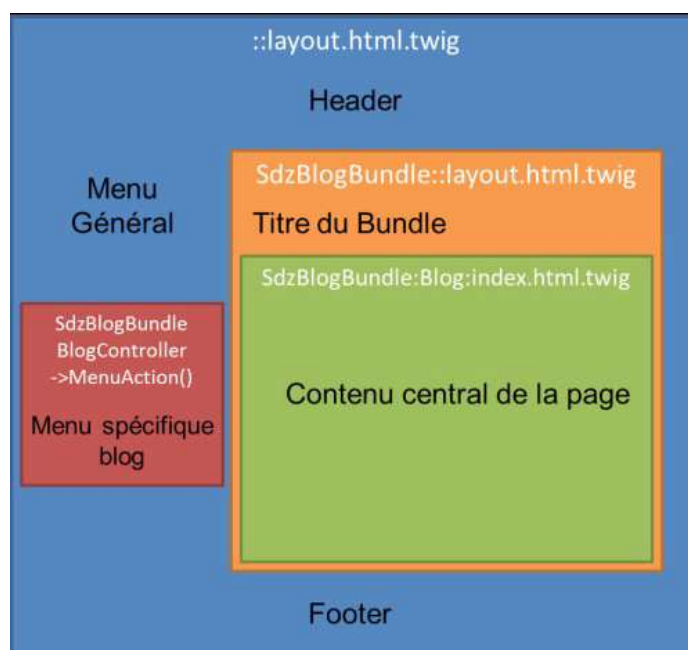 ::layout.html.twig
Header
Menu
Général
SdzBlogBundle::layout.html.twig
Titre du Bundle
SdzBlogBundle:Blog:index.html.twig
Contenu central de la page
SdzBlogBundle
BlogController
->MenuAction()
Menu spécifique
blog
Footer